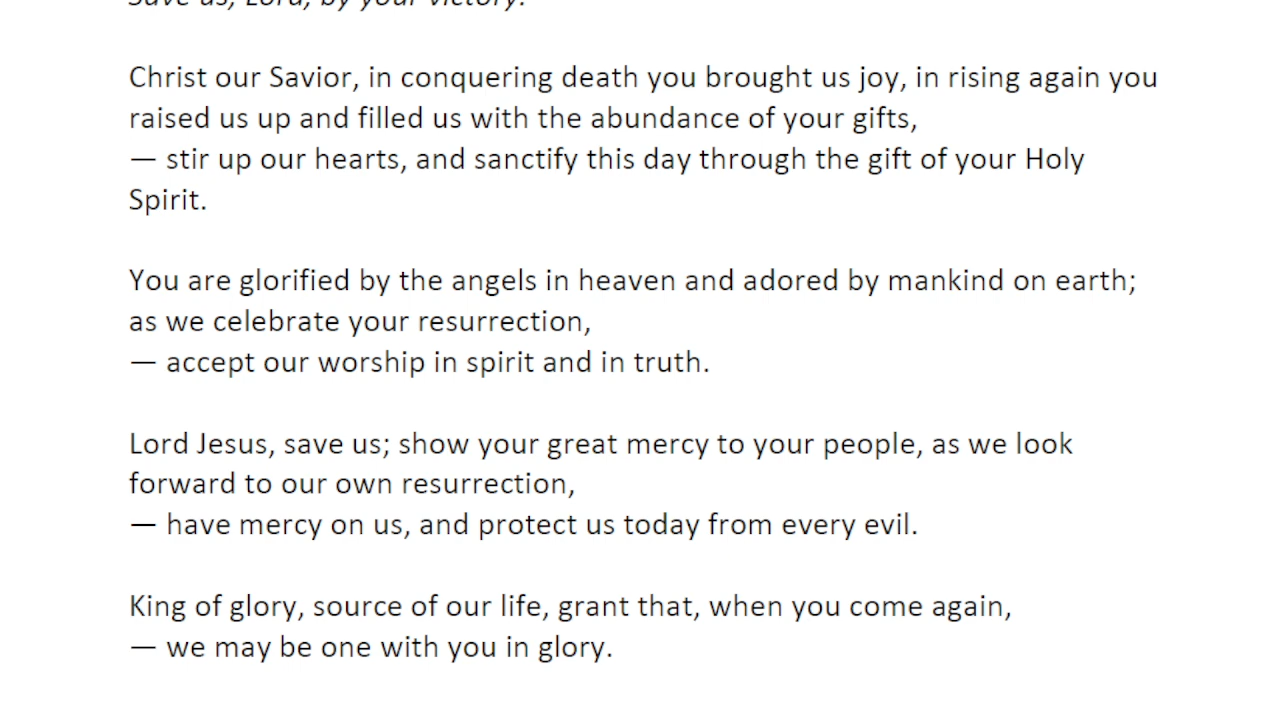 Save us, Lord, by your victory.
Christ our Savior, in conquering death you brought us joy, in rising again you
raised us up and filled us with the abundance of your gifts,
— stir up our hearts, and sanctify this day through the gift of your Holy
Spirit.
You are glorified by the angels in heaven and adored by mankind on earth;
as we celebrate your resurrection,
— accept our worship in spirit and in truth.
Lord Jesus, save us; show your great mercy to your people, as we look
forward to our own resurrection,
— have mercy on us, and protect us today from every evil.
King of glory, source of our life, grant that, when you come again,
— we may be one with you in glory.